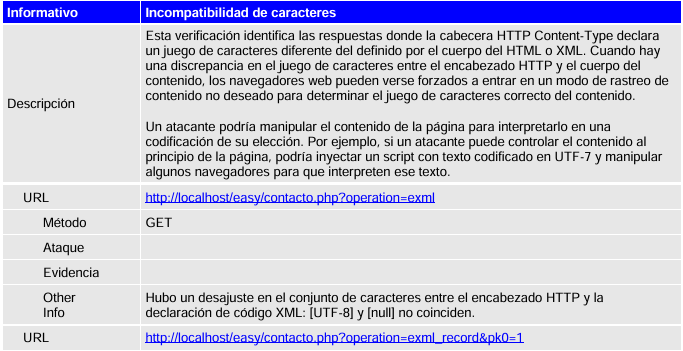 Informativo Incompatibilidad de caracteres
Esta verificación identifica las respuestas donde la cabecera HTTP Content-Type declara
un juego de caracteres diferente del definido por el cuerpo del HTML o XML. Cuando hay
una discrepancia en el juego de caracteres entre el encabezado HTTP y el cuerpo del
contenido, los navegadores web pueden verse forzados a entrar en un modo de rastreo de
contenido no deseado para determinar el juego de caracteres correcto del contenido.
Descripción
Un atacante podría manipular el contenido de la página para interpretarlo en una
codificación de su elección. Por ejemplo, si un atacante puede controlar el contenido al
principio de la página, podría inyectar un script con texto codificado en UTF-7 y manipular
algunos navegadores para que interpreten ese texto.
URL http://localhost/easy/contacto.php?operation=exml
Método GET
Ataque
Evidencia
Other Hubo un desajuste en el conjunto de caracteres entre el encabezado HTTP y la
Info declaración de código XML: [UTF-8] y [null] no coinciden.
URL http://localhost/easy/contacto.php?operation=exml_record&pk0=1